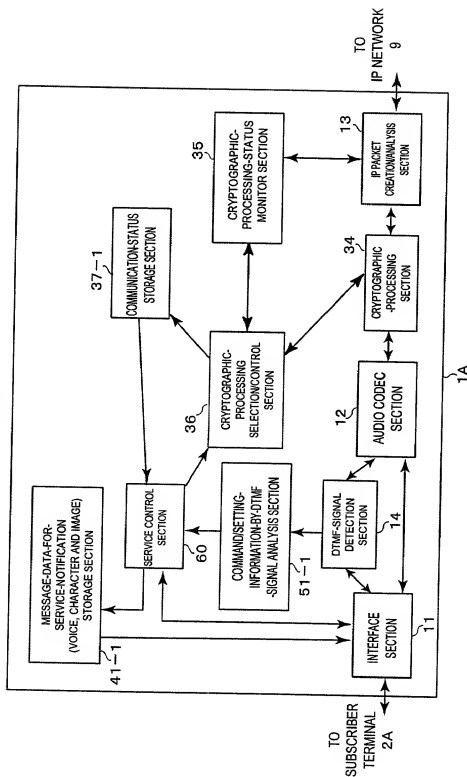 MESSAGE-DATA-FOR-
SERVICE-NOTIFICATION
(VOICE, CHARACTER AND IMAGE)
STORAGE SECTION
41-1
37-1
COMMUNICATION-STATUS
STORAGE SECTION
SERVICE CONTROL
SECTION
60
36
CRYPTOGRAPHIC-
PROCESSING
SELECTION/CONTROL
SECTION
35
CRYPTOGRAPHIC-
PROCESSING-STATUS
MONITOR SECTION
COMMAND/SETTING-
INFORMATION-BY-DTMF
-SIGNAL ANALYSIS SECTION
51-1
DTMF-SIGNAL
DETECTION
SECTION
14
TO
SUBSCRIBER
TERMINAL
2A
INTERFACE
SECTION
11
12
AUDIO CODEC
SECTION
34
CRYPTOGRAPHIC
-PROCESSING
SECTION
13
IP PACKET
CREATION/ANALYSIS
SECTION
TO
IP NETWORK
9
1A